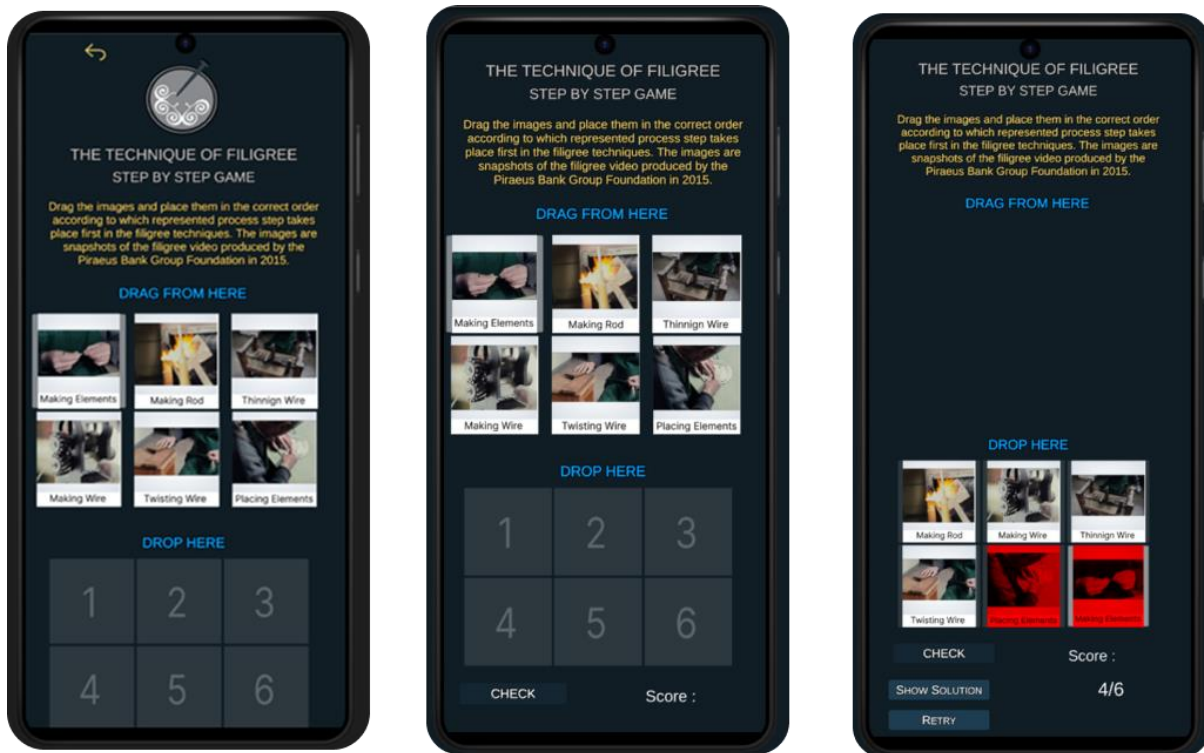 THE TECHNIQUE OF FILIGREE
STEP BY STEP GAME
Drag the images and place them in the correct order
according to which represented process step takes
place first in the filigree techniques. The images are
snapshots of the filigree video produced by the
Piraeus Bank Group Foundation in 2015.
DRAG FROM HERE
Making Elements
Making Rod
Thinnign Wire
Making Wire
Twisting Wire
Placing Elements
DROP HERE
1 2 3
4 5 6
THE TECHNIQUE OF FILIGREE
STEP BY STEP GAME
Drag the images and place them in the correct order
according to which represented process step takes
place first in the filigree techniques. The images are
snapshots of the filigree video produced by the
Piraeus Bank Group Foundation in 2015.
DRAG FROM HERE
Making Elements
Making Rod
Thinnign Wire
Making Wire
Twisting Wire
Placing Elements
DROP HERE
1 2 3
4 5 6
CHECK
Score :
THE TECHNIQUE OF FILIGREE
STEP BY STEP GAME
Drag the images and place them in the correct order
according to which represented process step takes
place first in the filigree techniques. The images are
snapshots of the filigree video produced by the
Piraeus Bank Group Foundation in 2015.
DRAG FROM HERE
DROP HERE
Making Rod
Making Wire
Thinnign Wire
Twisting Wire
Placing Elements
Making Elements
CHECK
Score :
SHOW SOLUTION
4/6
RETRY